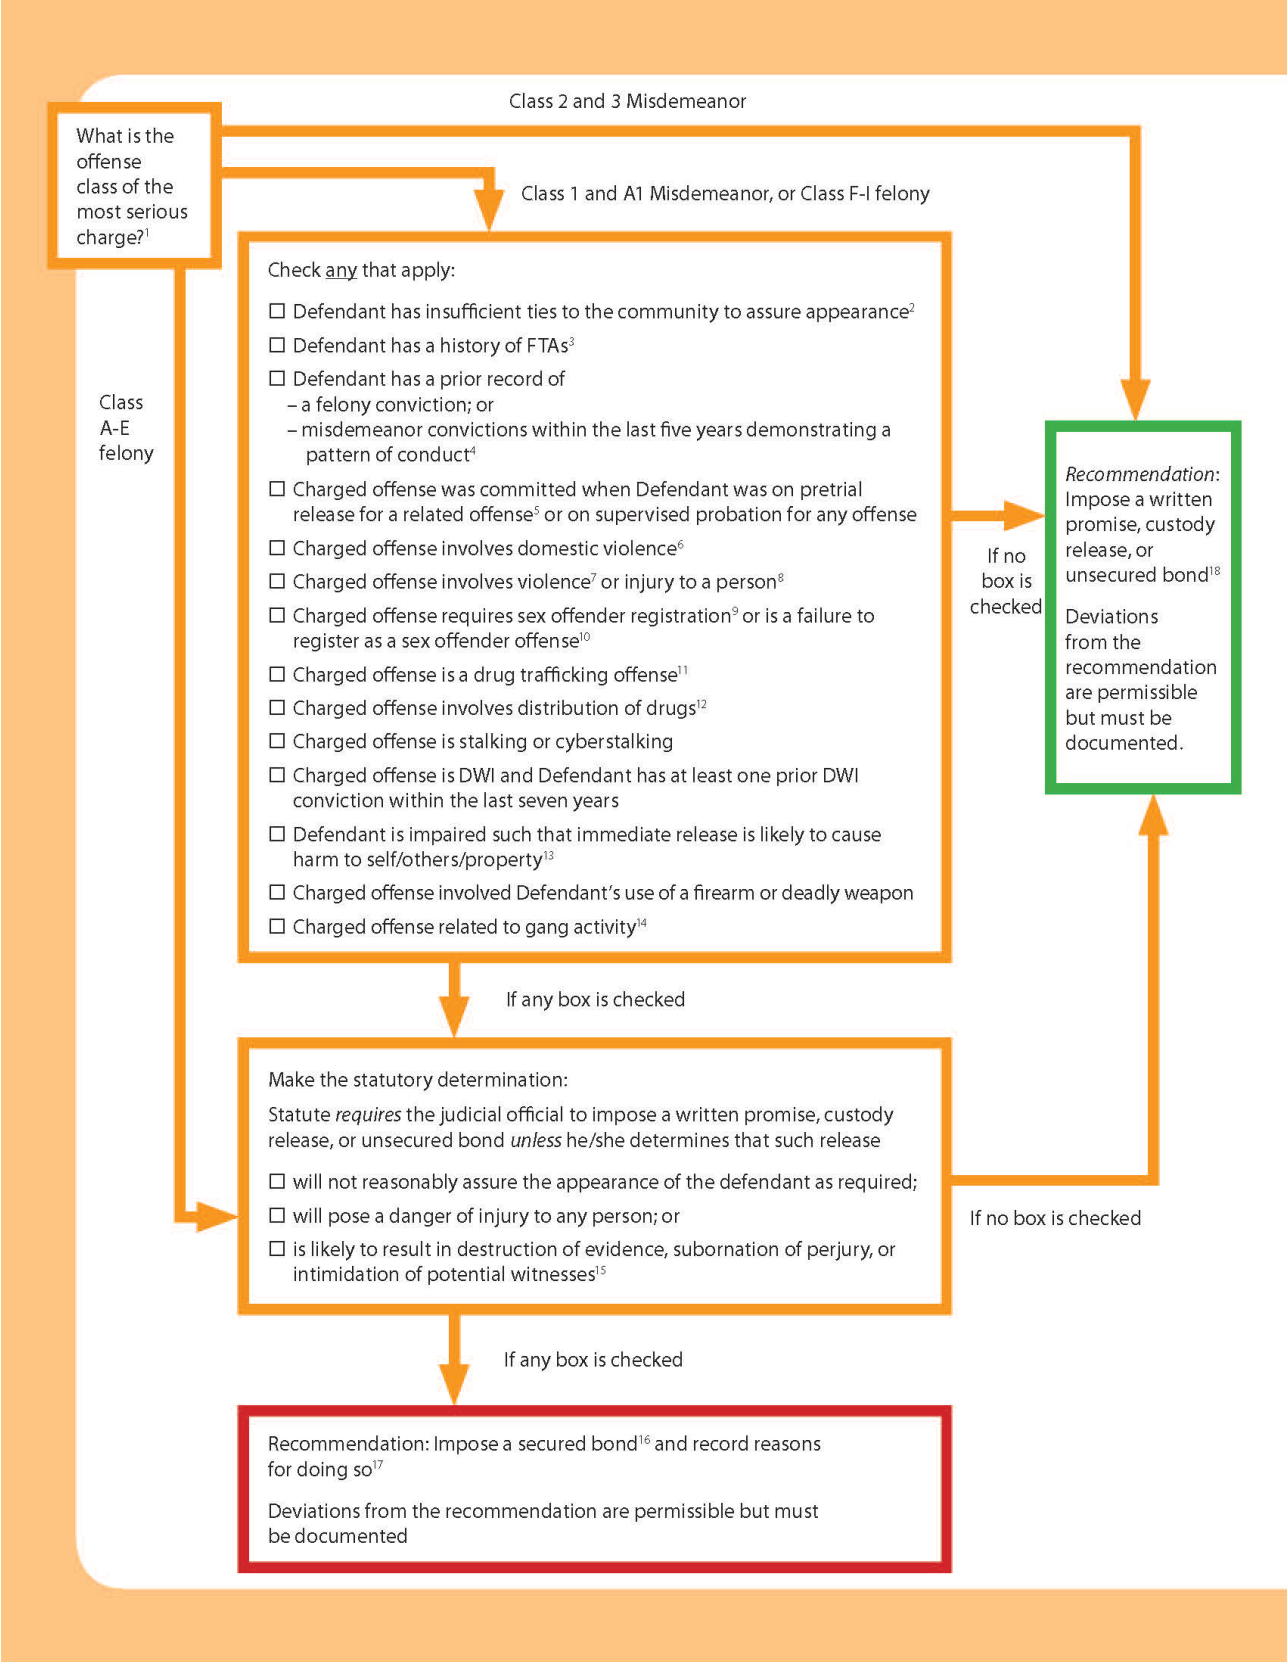 Class 2 and 3 Misdemeanor
What is the
offense
class of the
most serious
charge?¹
Class 1 and A1 Misdemeanor, or Class F-I felony
Check any that apply:
☐ Defendant has insufficient ties to the community to assure appearance²
☐ Defendant has a history of FTAs³
☐ Defendant has a prior record of
– a felony conviction; or
– misdemeanor convictions within the last five years demonstrating a
pattern of conduct⁴
☐ Charged offense was committed when Defendant was on pretrial
release for a related offense⁵ or on supervised probation for any offense
☐ Charged offense involves domestic violence⁶
☐ Charged offense involves violence⁷ or injury to a person⁸
☐ Charged offense requires sex offender registration⁹ or is a failure to
register as a sex offender offense¹⁰
☐ Charged offense is a drug trafficking offense¹¹
☐ Charged offense involves distribution of drugs¹²
☐ Charged offense is stalking or cyberstalking
☐ Charged offense is DWI and Defendant has at least one prior DWI
conviction within the last seven years
☐ Defendant is impaired such that immediate release is likely to cause
harm to self/others/property¹³
☐ Charged offense involved Defendant's use of a firearm or deadly weapon
☐ Charged offense related to gang activity¹⁴
Class
A-E
felony
If no
box is
checked
Recommendation:
Impose a written
promise, custody
release, or
unsecured bond¹⁸
Deviations
from the
recommendation
are permissible
but must be
documented.
If any box is checked
Make the statutory determination:
Statute requires the judicial official to impose a written promise, custody
release, or unsecured bond unless he/she determines that such release
☐ will not reasonably assure the appearance of the defendant as required;
☐ will pose a danger of injury to any person; or
☐ is likely to result in destruction of evidence, subornation of perjury, or
intimidation of potential witnesses¹⁵
If no box is checked
If any box is checked
Recommendation: Impose a secured bond¹⁶ and record reasons
for doing so¹⁷
Deviations from the recommendation are permissible but must
be documented